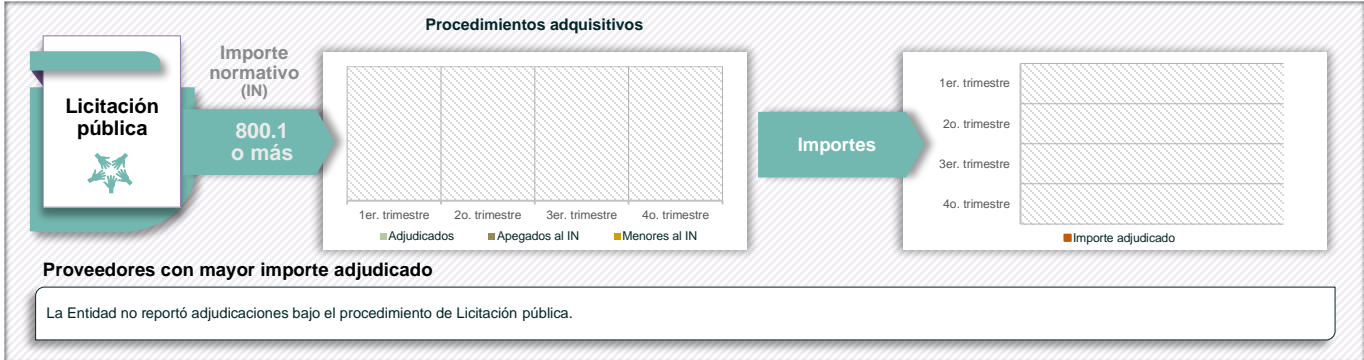 Procedimientos adquisitivos
Licitación
pública
Importe
normativo
(IN)
800.1
o más
1er. trimestre
2o. trimestre
3er. trimestre
4o. trimestre
Adjudicados
Apegados al IN
Menores al IN
Importes
1er. trimestre
2o. trimestre
3er. trimestre
4o. trimestre
Importe adjudicado
Proveedores con mayor importe adjudicado
La Entidad no reportó adjudicaciones bajo el procedimiento de Licitación pública.